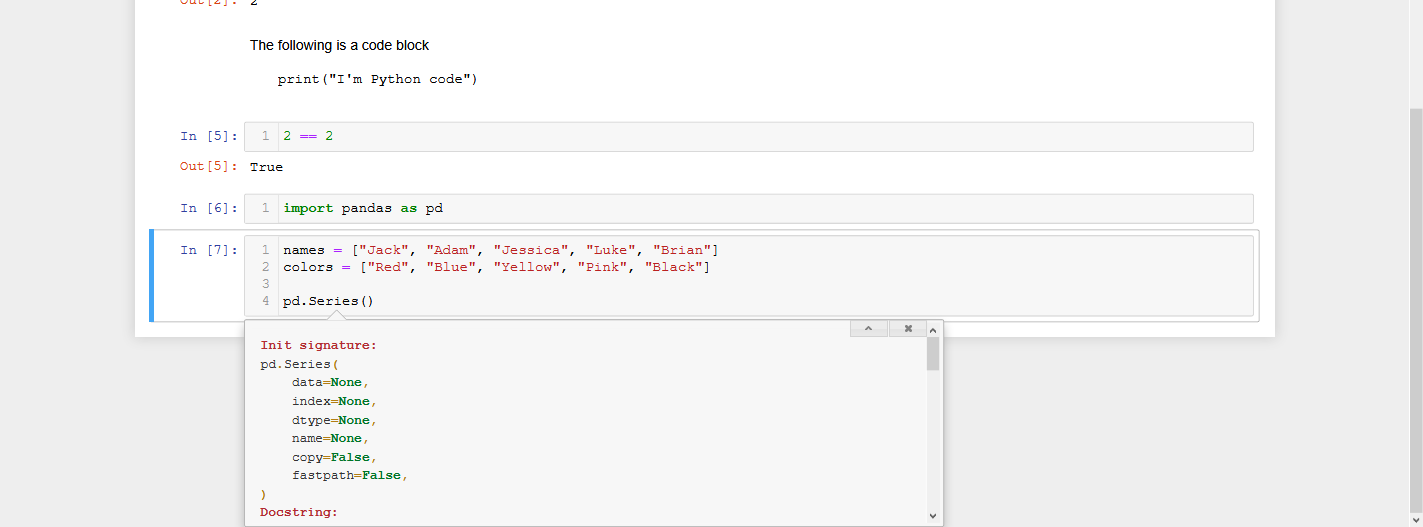 Out[2]: 2
The following is a code block
print("I'm Python code")
In [5]: 1 2 == 2
Out[5]: True
In [6]: 1 import pandas as pd
In [7]: 1 names = ["Jack", "Adam", "Jessica", "Luke", "Brian"]
2 colors = ["Red", "Blue", "Yellow", "Pink", "Black"]
3
4 pd.Series()
Init signature:
pd.Series(
data=None,
index=None,
dtype=None,
name=None,
copy=False,
fastpath=False,
)
Docstring: